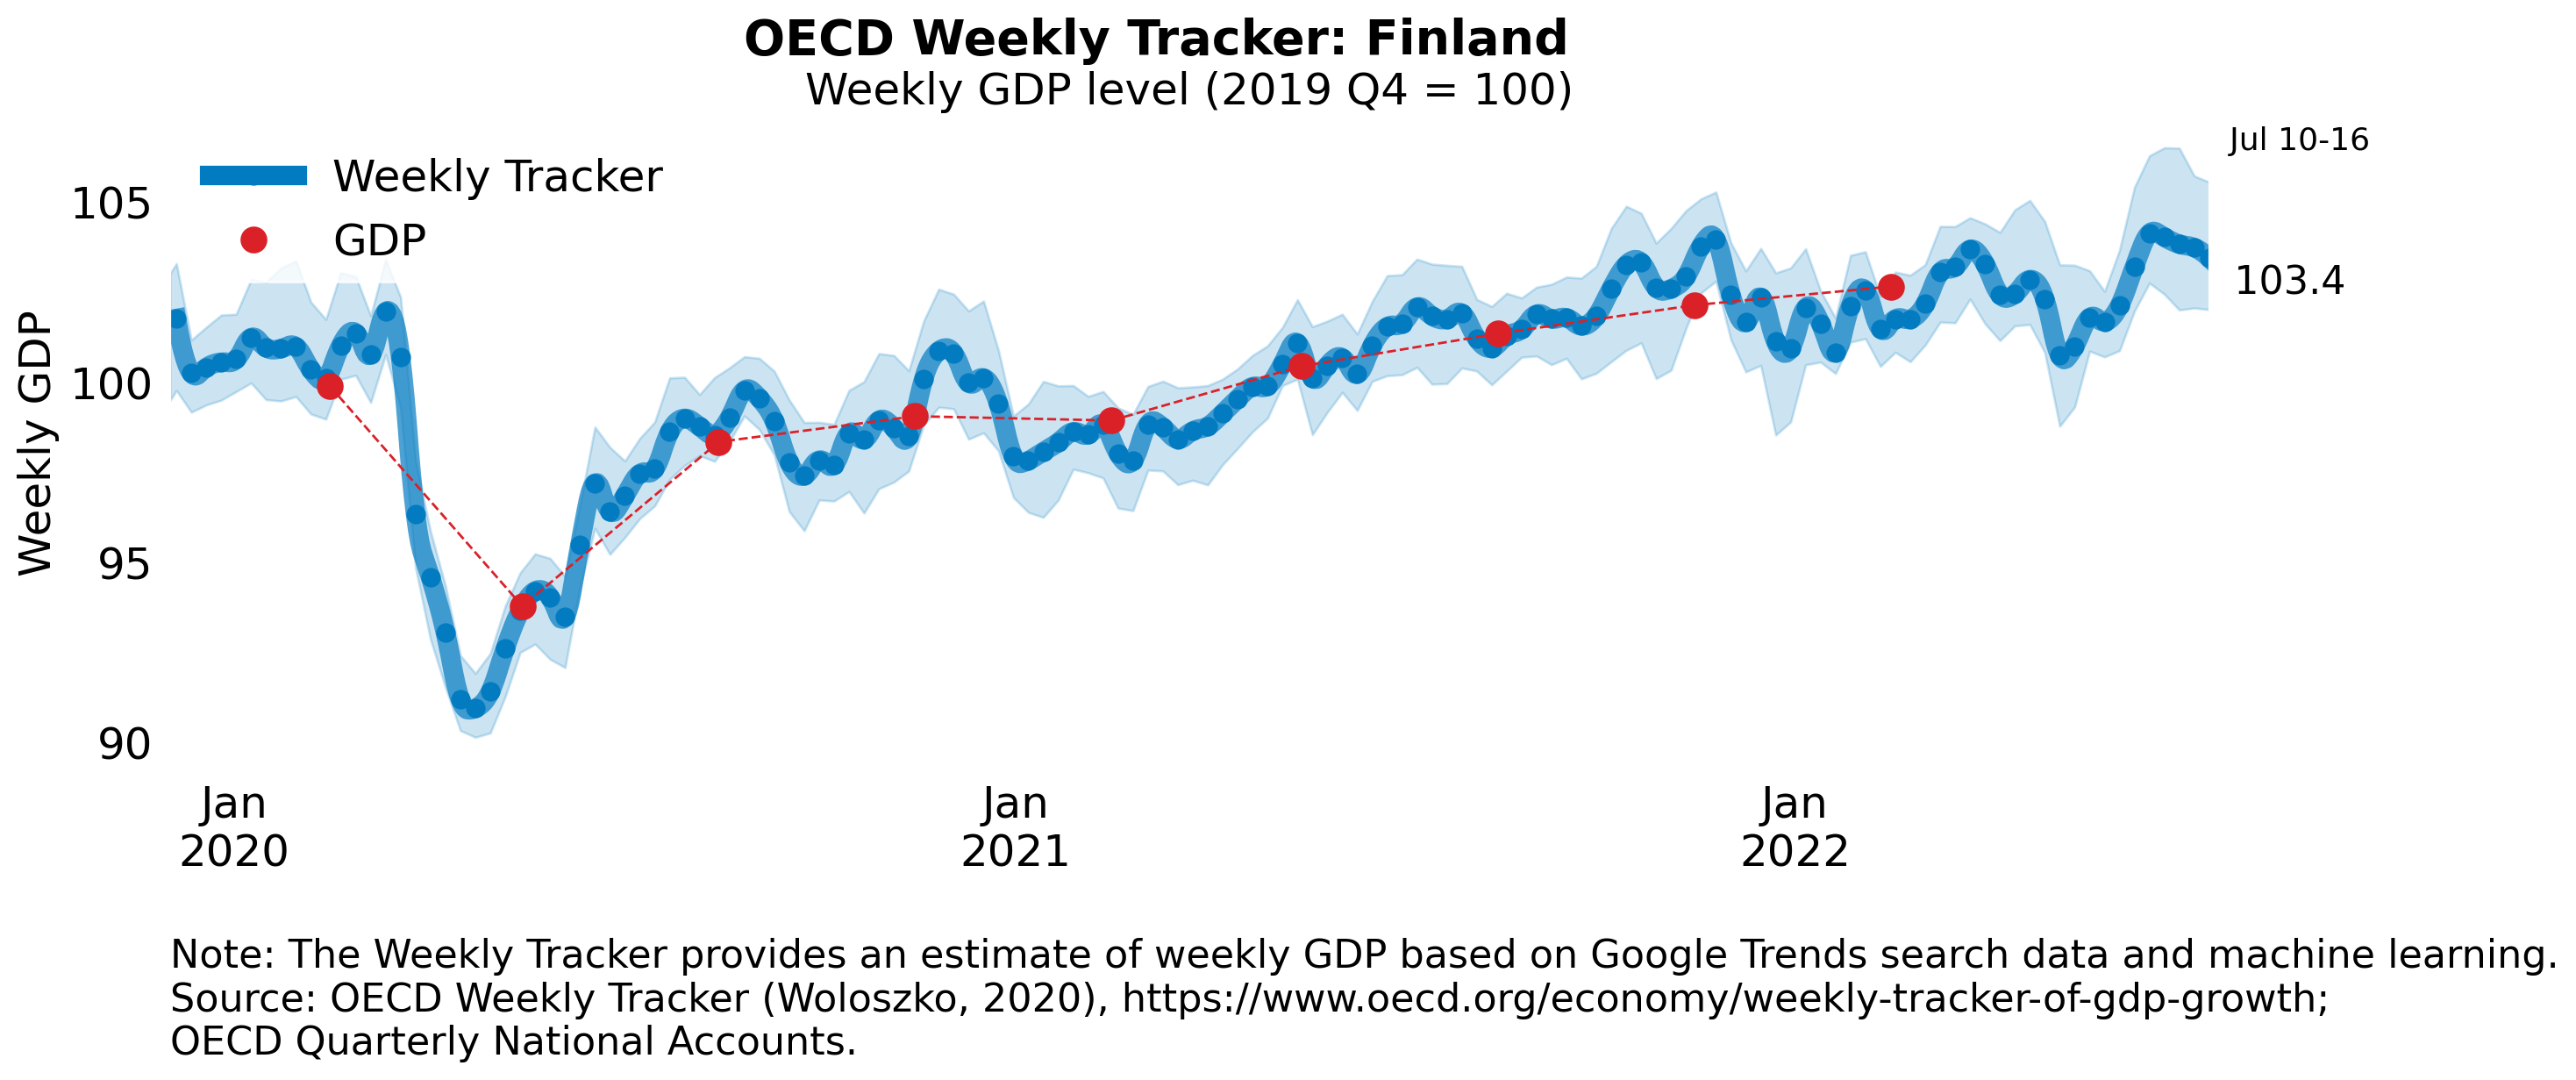 OECD Weekly Tracker: Finland
Weekly GDP level (2019 Q4 = 100)
Jul 10-16
Weekly Tracker
GDP
105
100
95
90
Weekly GDP
103.4
Jan
2020
Jan
2021
Jan
2022
Note: The Weekly Tracker provides an estimate of weekly GDP based on Google Trends search data and machine learning.
Source: OECD Weekly Tracker (Woloszko, 2020), https://www.oecd.org/economy/weekly-tracker-of-gdp-growth;
OECD Quarterly National Accounts.